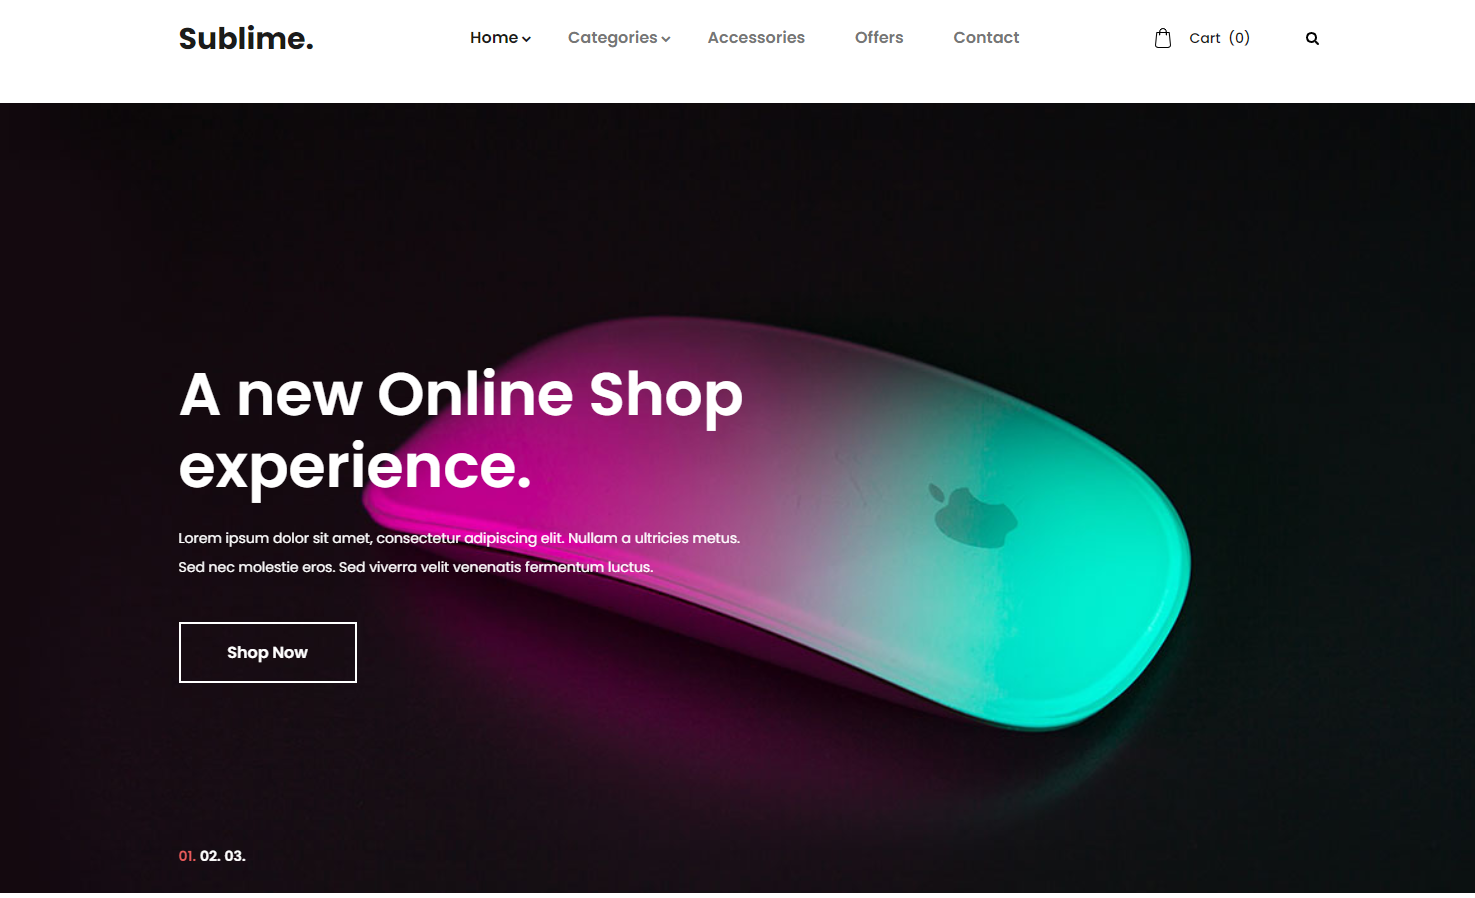 Sublime.
Home
Categories
Accessories
Offers
Contact
Cart (0)
A new Online Shop
experience.
Lorem ipsum dolor sit amet, consectetur adipiscing elit. Nullam a ultricies metus.
Sed nec molestie eros. Sed viverra velit venenatis fermentum luctus.
Shop Now
01. 02. 03.